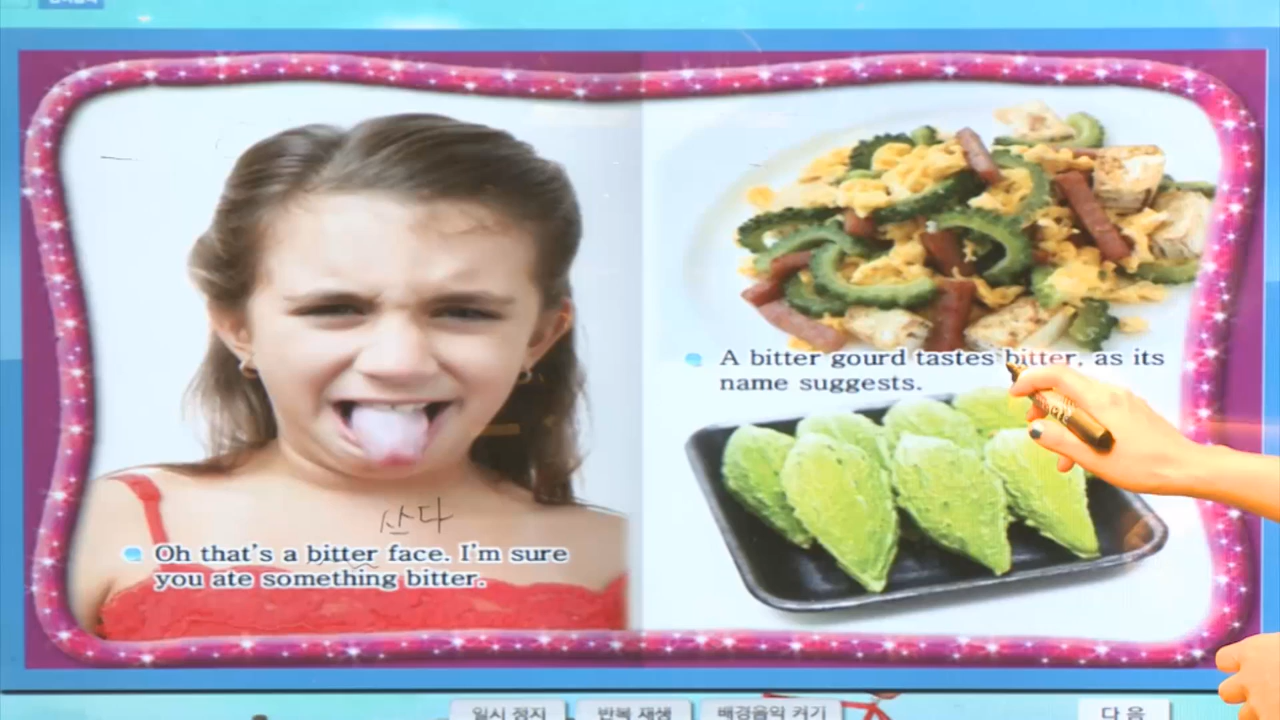 산다
Oh that's a bitter face. I'm sure
you ate something bitter.
A bitter gourd tastes bitter, as its
name suggests.
일시 정지
반복 재생
배경음악 켜기
다 음